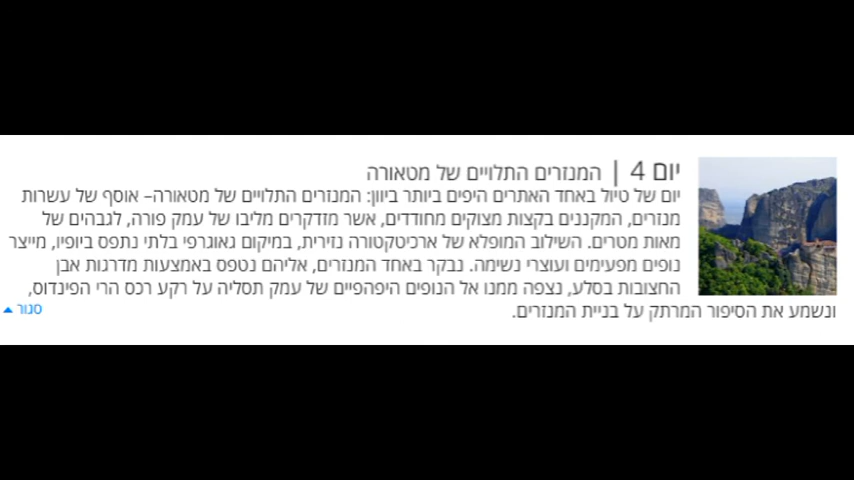 יום 4 | המנזרים התלויים של מטאורה
יום של טיול באחד האתרים היפים ביותר ביוון: המנזרים התלויים של מטאורה– אוסף של עשרות
מנזרים, המקננים בקצות מצוקים מחודדים, אשר מזדקרים מליבו של עמק פורה, לגבהים של
מאות מטרים. השילוב המופלא של ארכיטקטורה נזירית, במיקום גאוגרפי בלתי נתפס ביופיו, מייצר
נופים מפעימים ועוצרי נשימה. נבקר באחד המנזרים, אליהם נטפס באמצעות מדרגות אבן
החצובות בסלע, נצפה ממנו אל הנופים היפהפיים של עמק תסליה על רקע רכס הרי הפינדוס,
ונשמע את הסיפור המרתק על בניית המנזרים.
סגור